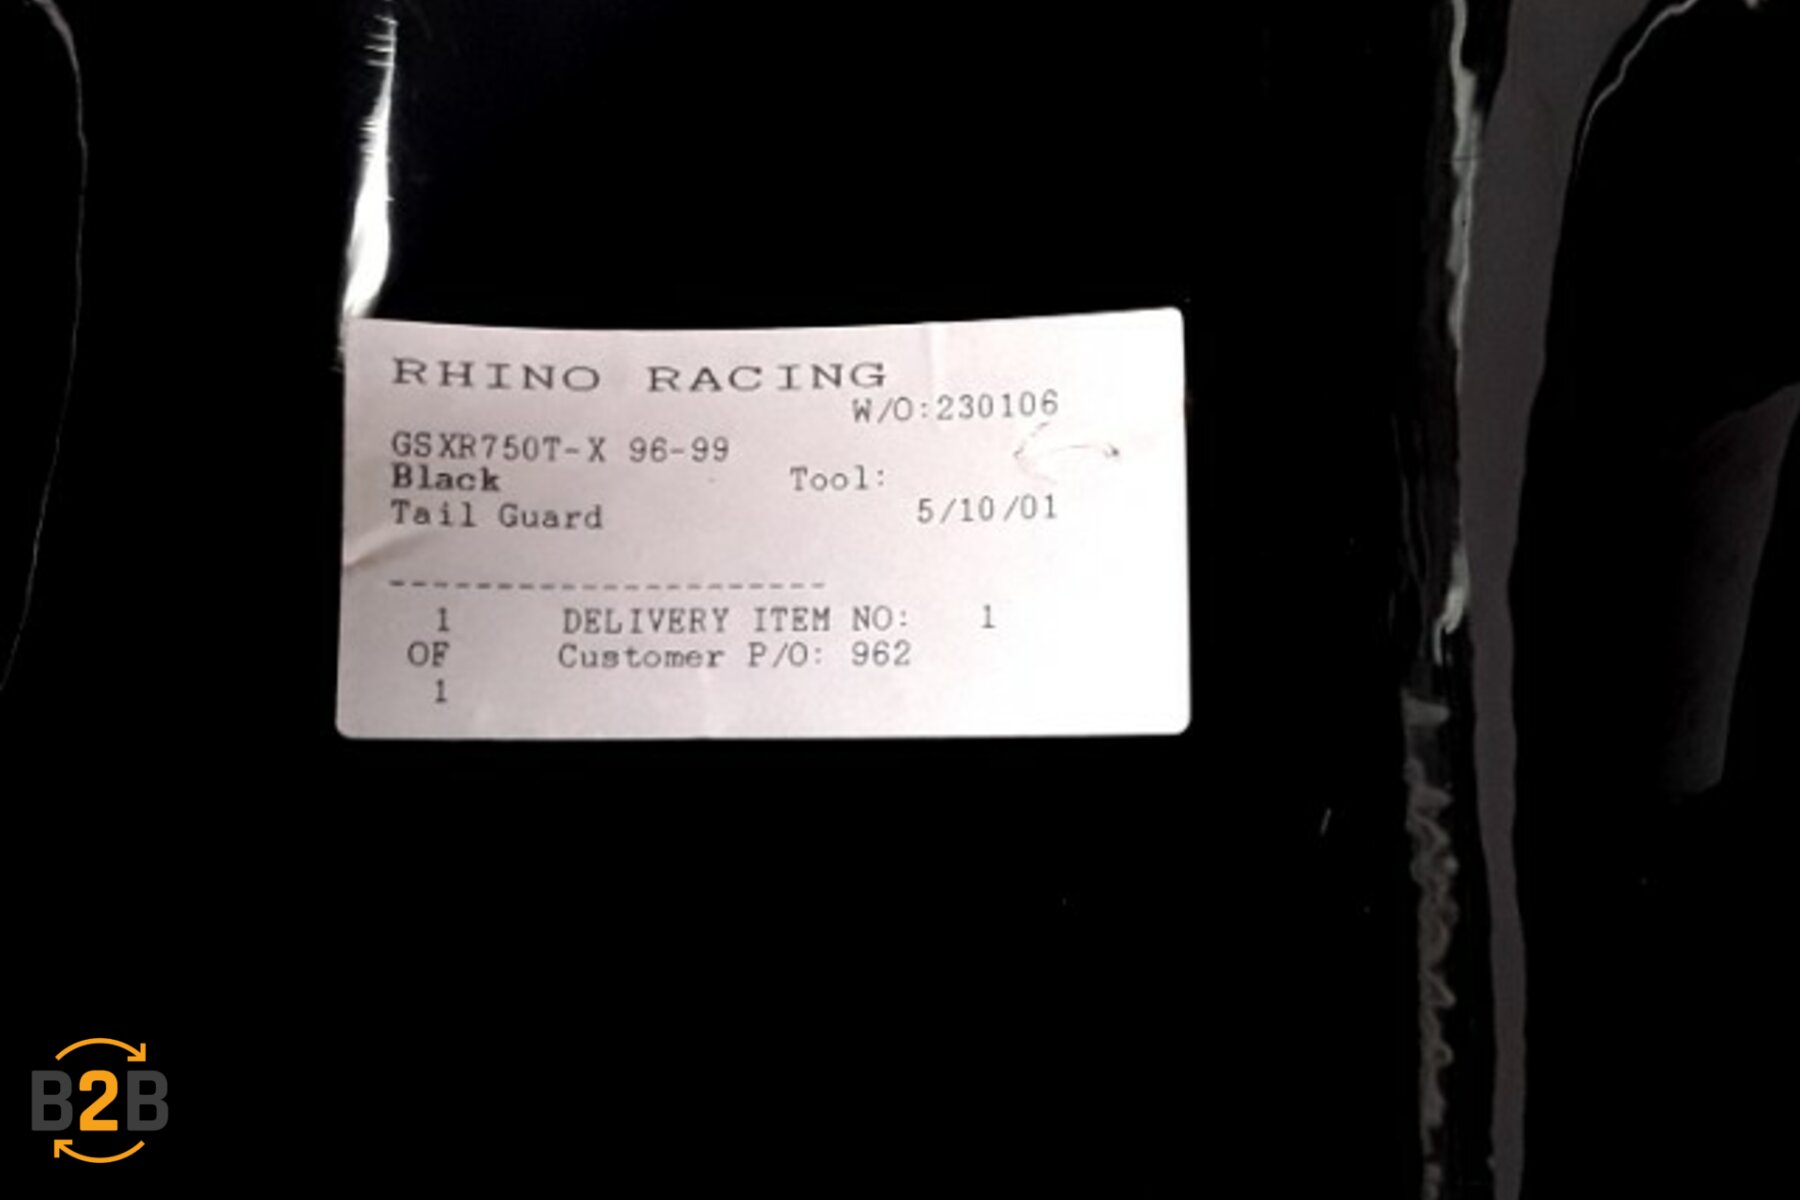 RHINO RACING
W/O:230106
GSXR750T-X 96-99
Black Tool:
Tail Guard 5/10/01
----------------------
1 DELIVERY ITEM NO: 1
OF Customer P/O: 962
1
B2B